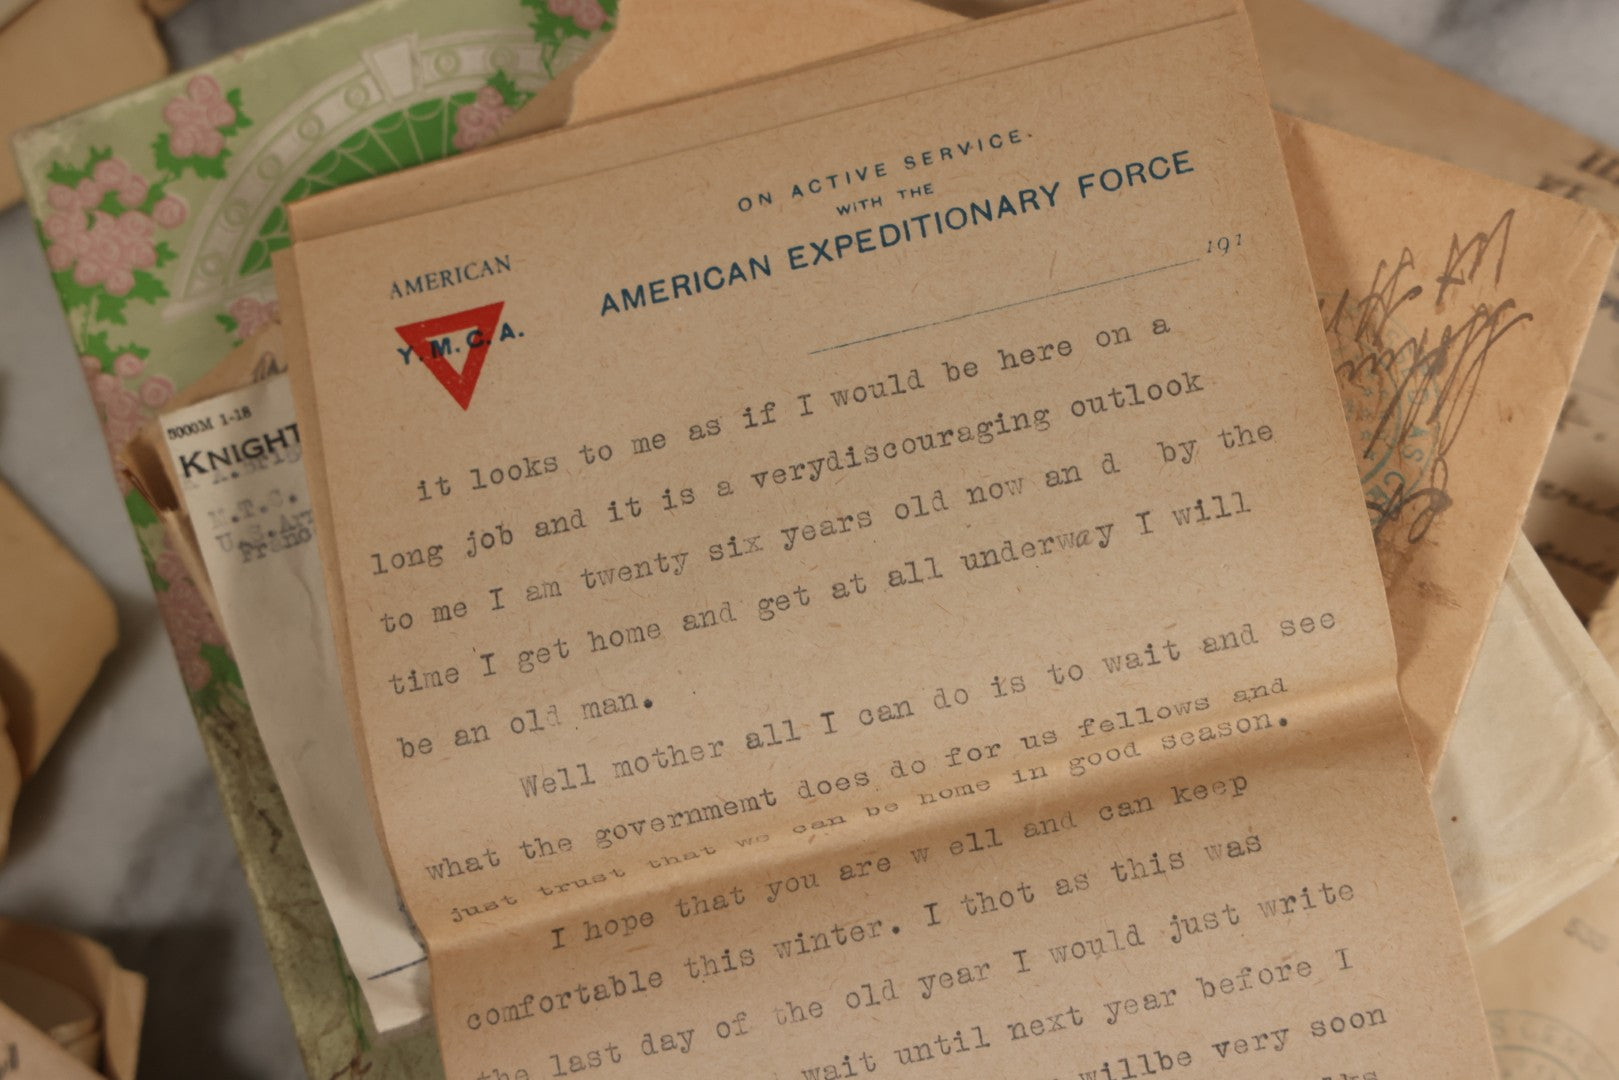 ON ACTIVE SERVICE.
WITH THE
AMERICAN EXPEDITIONARY FORCE
191
AMERICAN
Y.M.C.A.
it looks to me as if I would be here on a
long job and it is a verydiscouraging outlook
to me I am twenty six years old now an d by the
time I get home and get at all underway I will
be an old man.
Well mother all I can do is to wait and see
what the governmemt does do for us fellows and
just trust that we can be home in good season.
I hope that you are w ell and can keep
comfortable this winter. I thot as this was
the last day of the old year I would just write
wait until next year before I
willbe very soon
5000M 1-18
KNIGHT
M.T.C.
U.S.Ar
Franc